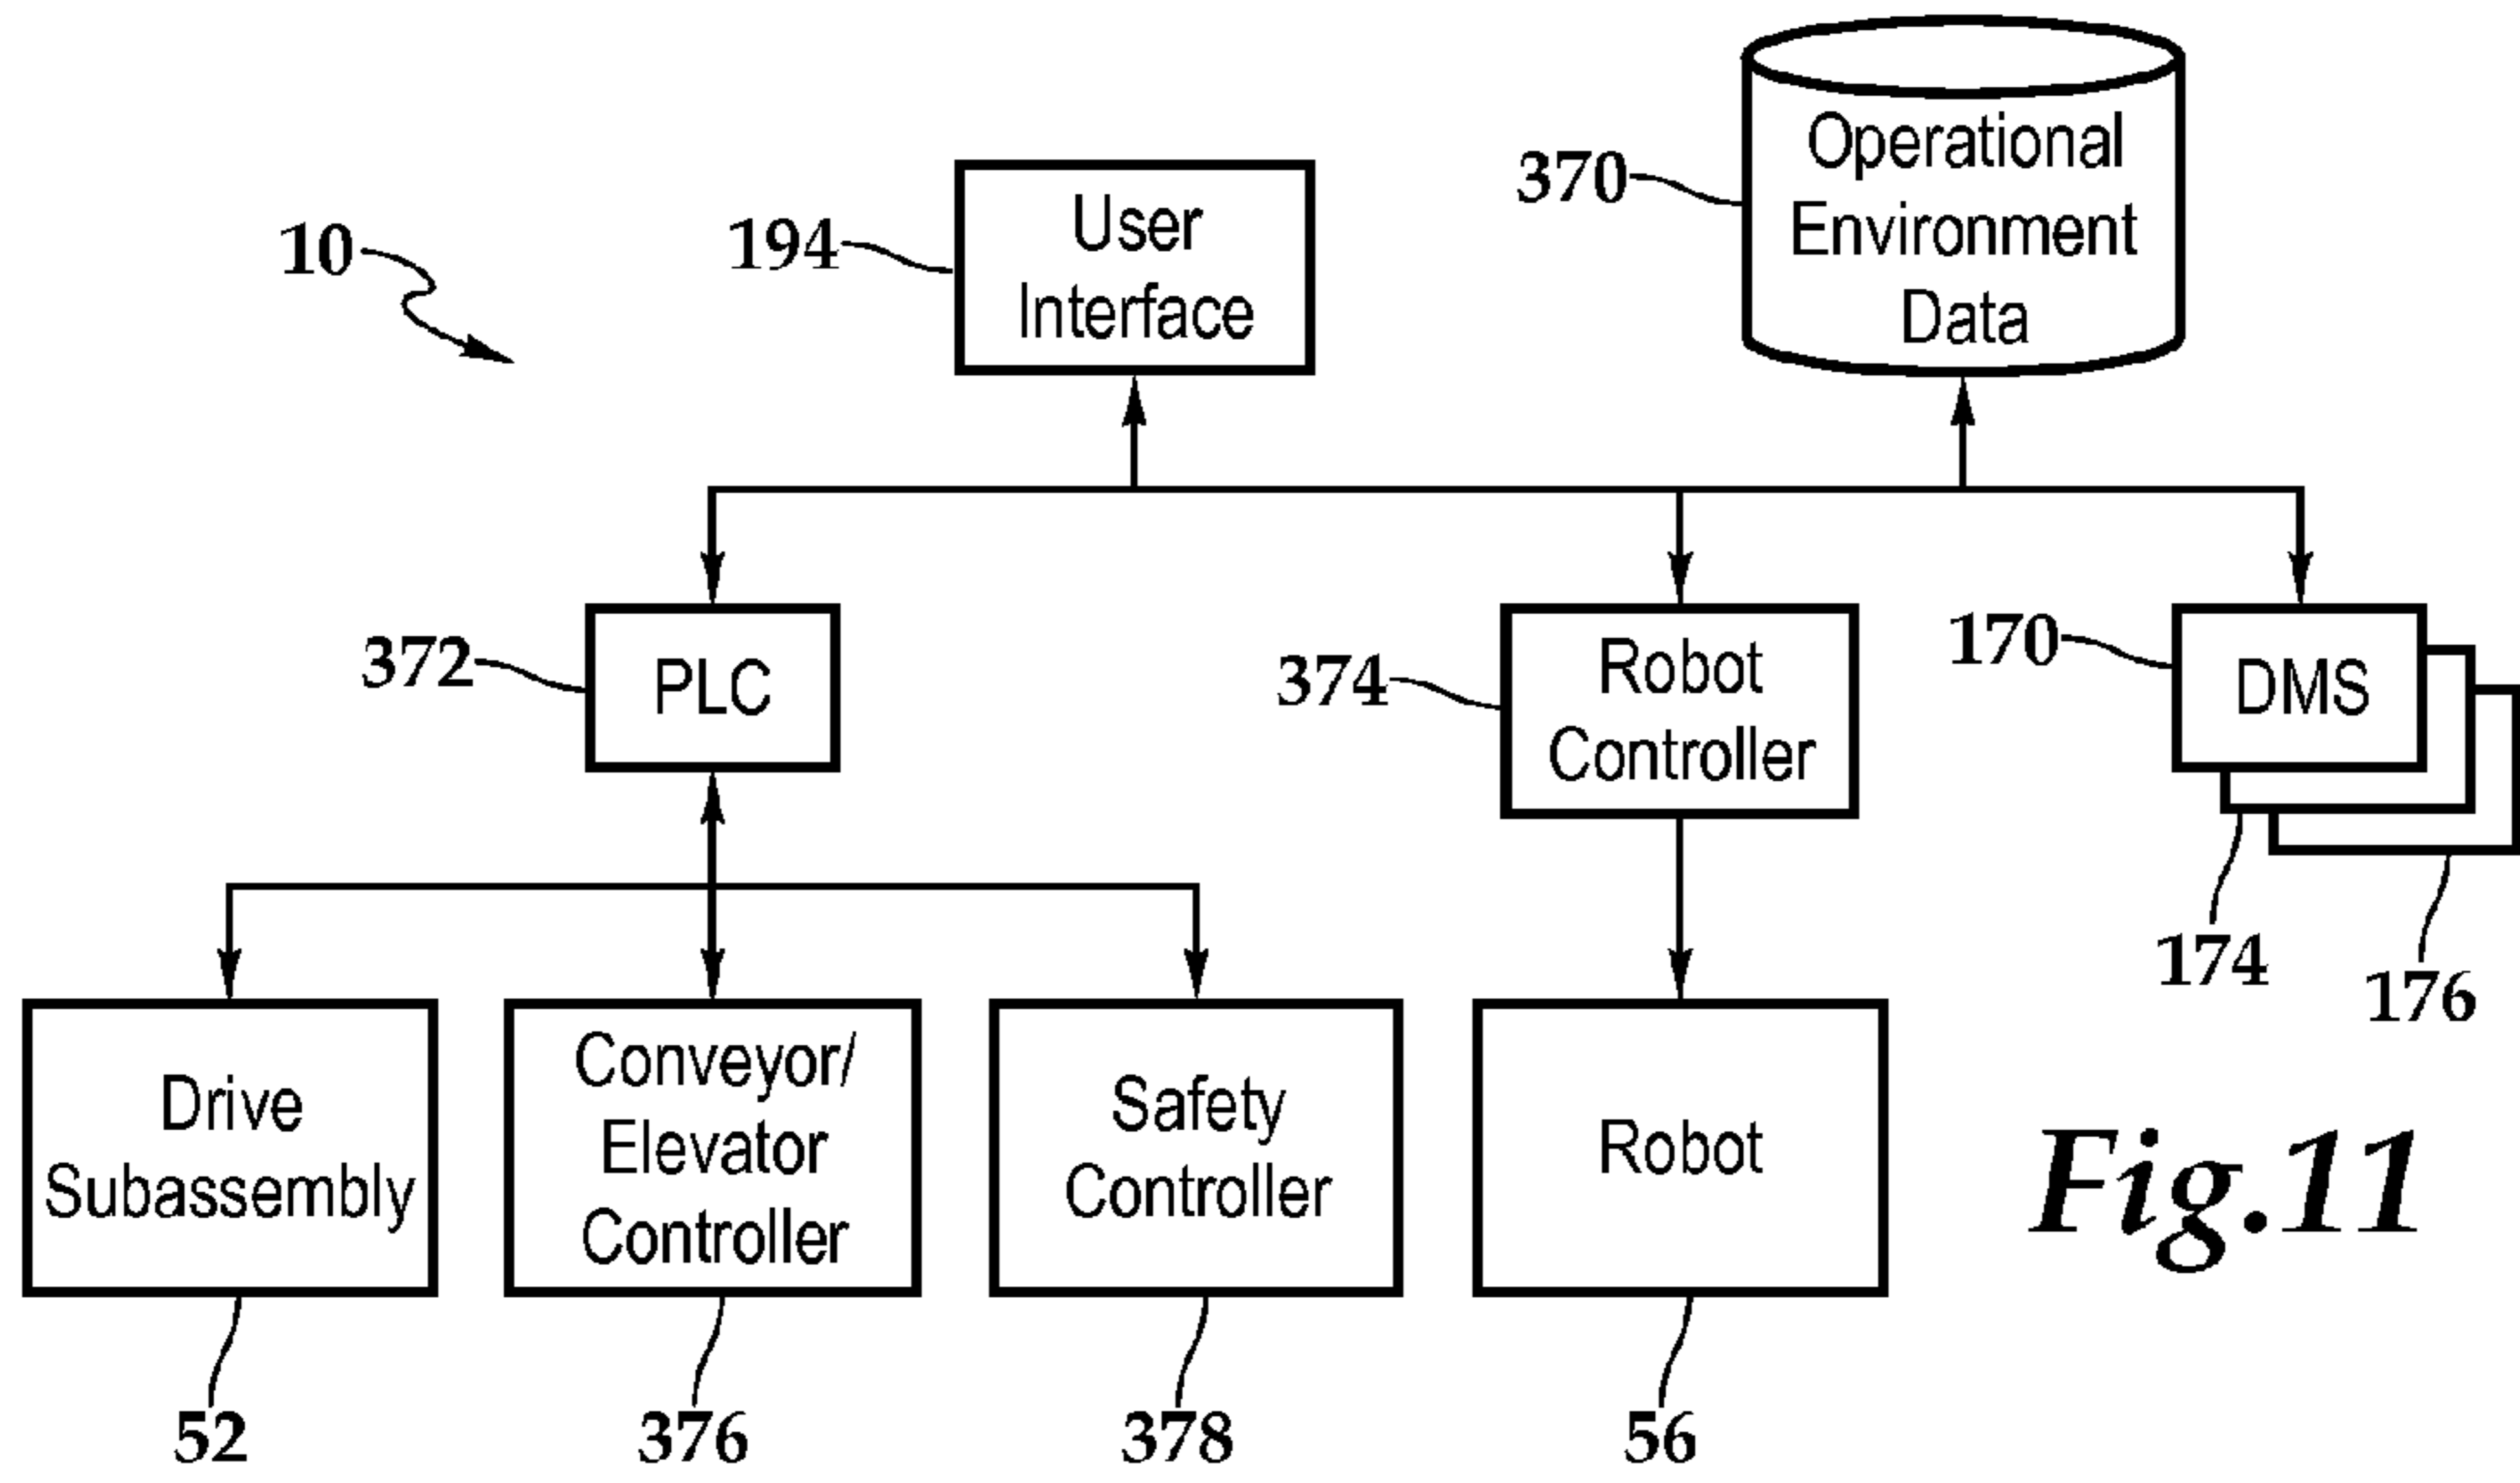 10
194
User
Interface
370
Operational
Environment
Data
372
PLC
374
Robot
Controller
170
DMS
174
176
Drive
Subassembly
Conveyor/
Elevator
Controller
Safety
Controller
Robot
52
376
378
56
Fig.11